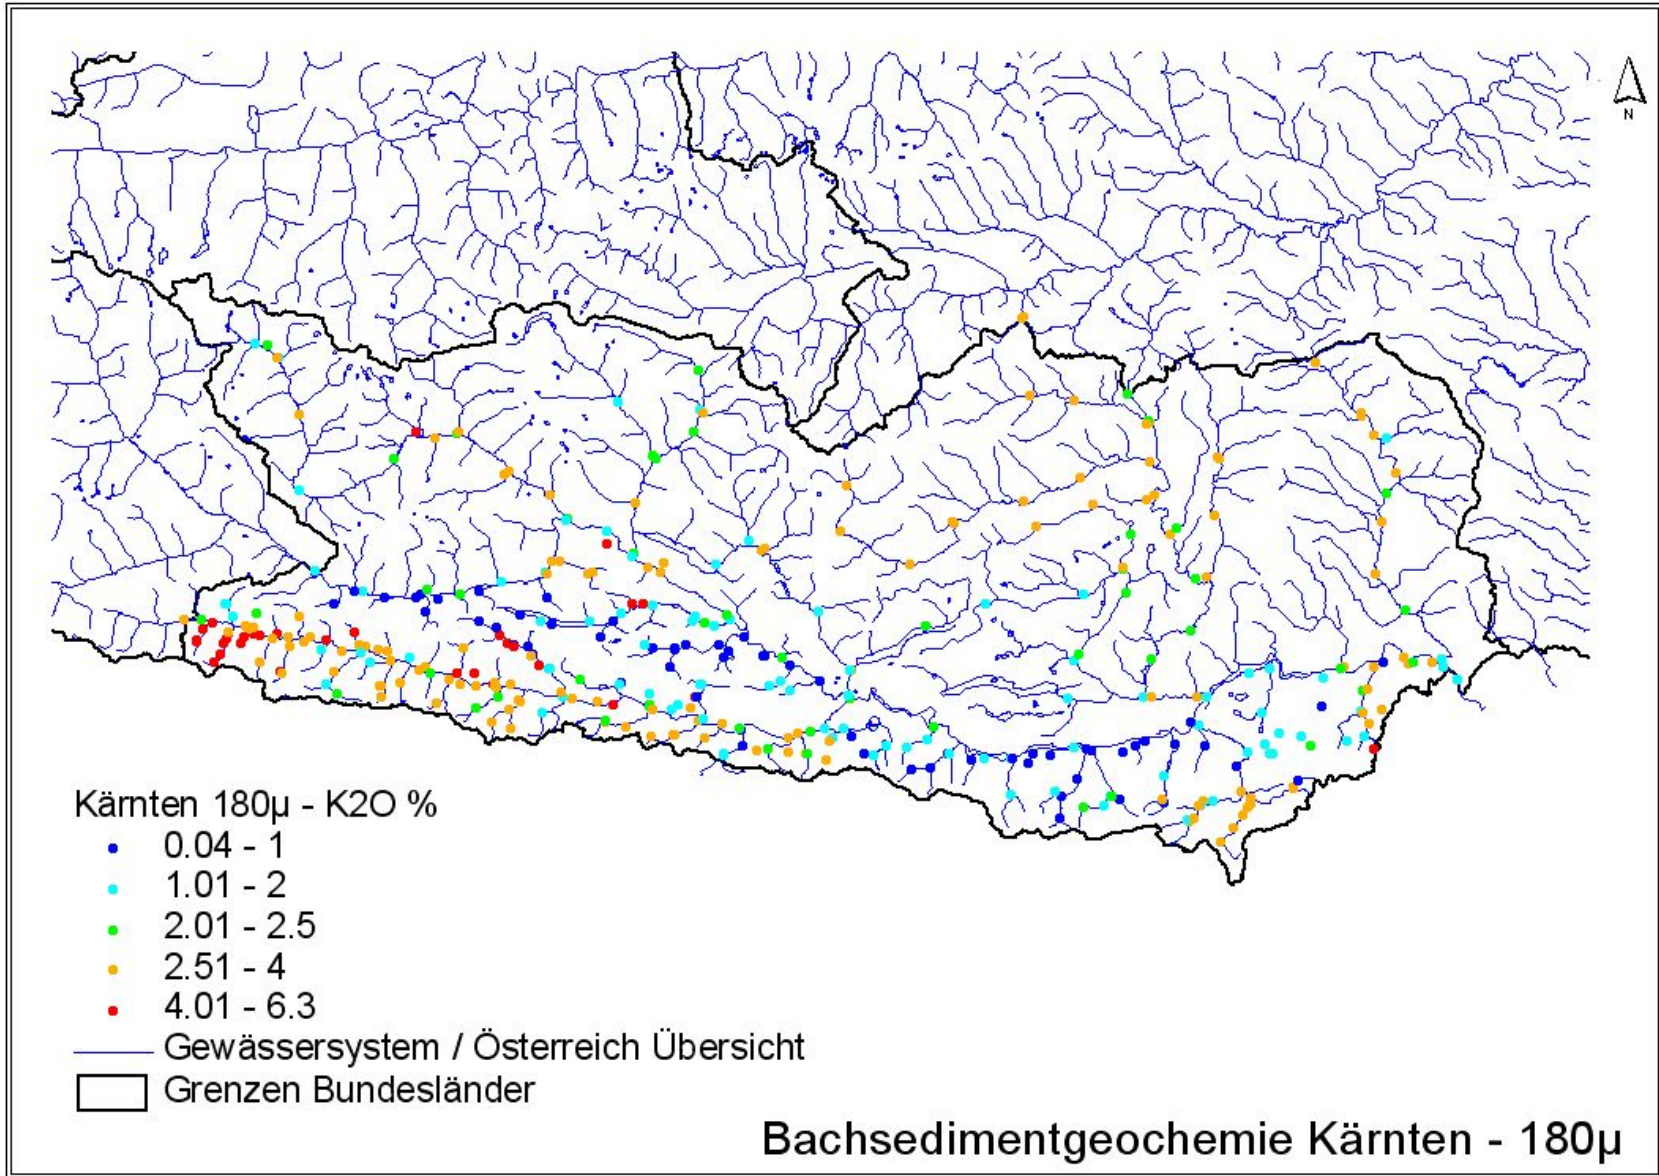 N
Kärnten 180µ - K2O %
0.04 - 1
1.01 - 2
2.01 - 2.5
2.51 - 4
4.01 - 6.3
Gewässersystem / Österreich Übersicht
Grenzen Bundesländer
Bachsedimentgeochemie Kärnten - 180µ